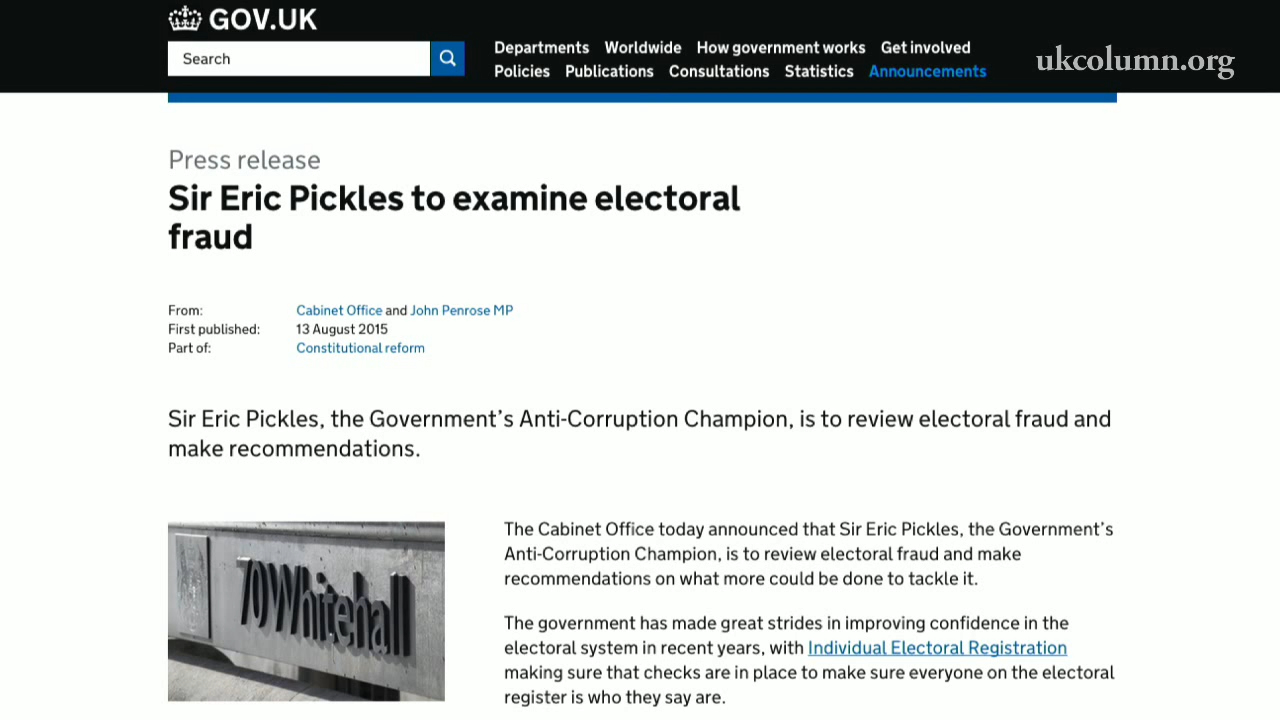 GOV.UK
Search
Departments Worldwide How government works Get involved
Policies Publications Consultations Statistics Announcements
ukcolumn.org
Press release
Sir Eric Pickles to examine electoral
fraud
From: Cabinet Office and John Penrose MP
First published: 13 August 2015
Part of: Constitutional reform
Sir Eric Pickles, the Government's Anti-Corruption Champion, is to review electoral fraud and
make recommendations.
70 Whitehall
The Cabinet Office today announced that Sir Eric Pickles, the Government's
Anti-Corruption Champion, is to review electoral fraud and make
recommendations on what more could be done to tackle it.
The government has made great strides in improving confidence in the
electoral system in recent years, with Individual Electoral Registration
making sure that checks are in place to make sure everyone on the electoral
register is who they say are.